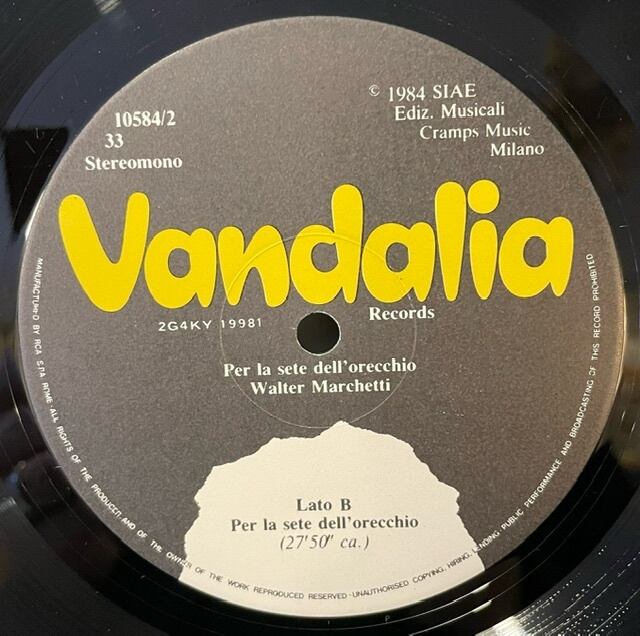 10584/2
33
Stereomono
© 1984 SIAE
Ediz. Musicali
Cramps Music
Milano
Vandalia
Records
2G4KY 19981
Per la sete dell'orecchio
Walter Marchetti
Lato B
Per la sete dell'orecchio
(27'50" ca.)
MANUFACTURED BY RCA S.P.A. ROME · ALL RIGHTS OF THE PRODUCER AND OF THE OWNER OF THE WORK REPRODUCED RESERVED · UNAUTHORISED COPYING, HIRING, LENDING, PUBLIC PERFORMANCE AND BROADCASTING OF THIS RECORD PROHIBITED
P